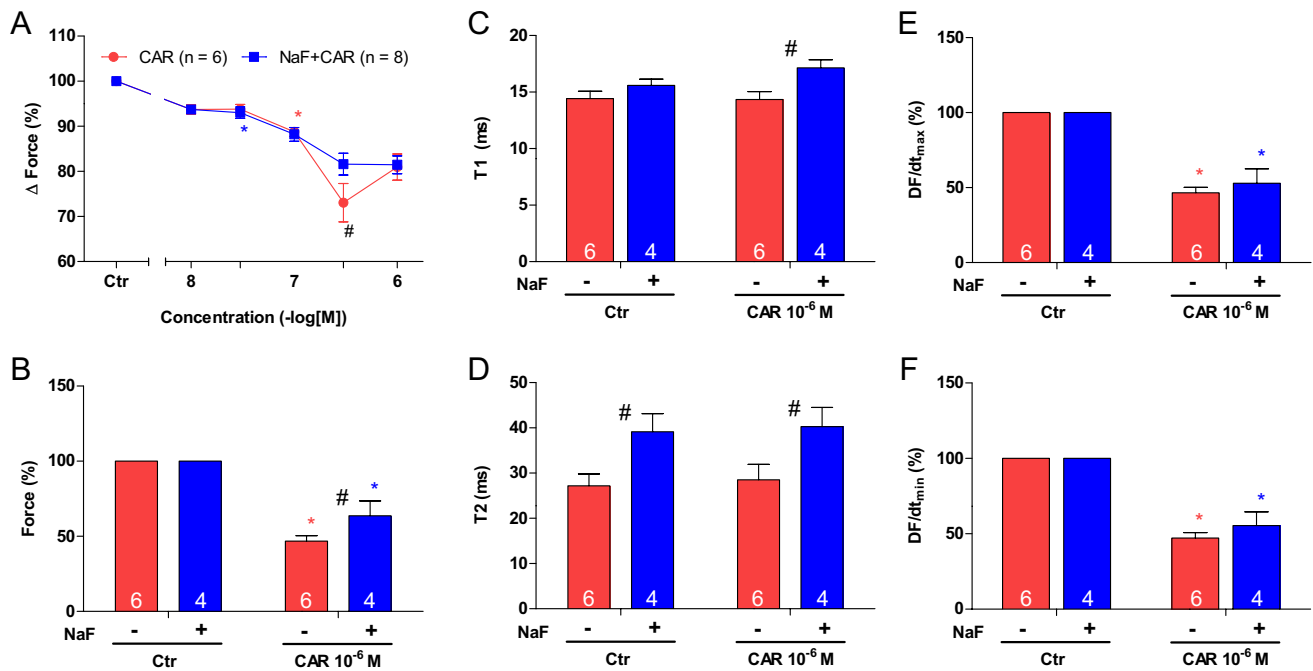 A
CAR (n = 6)
NaF+CAR (n = 8)
Δ Force (%)
100
90
80
70
60
*
*
#
Ctr
8
7
6
Concentration (-log[M])
B
Force (%)
150
100
50
0
6
4
*
6
#
*
4
NaF
-
+
-
+
Ctr
CAR 10⁻⁶ M
C
T1 (ms)
20
15
10
5
0
6
4
6
#
4
NaF
-
+
-
+
Ctr
CAR 10⁻⁶ M
D
T2 (ms)
50
40
30
20
10
0
6
#
4
6
#
4
NaF
-
+
-
+
Ctr
CAR 10⁻⁶ M
E
DF/dtmax (%)
150
100
50
0
6
4
*
6
*
4
NaF
-
+
-
+
Ctr
CAR 10⁻⁶ M
F
DF/dtmin (%)
150
100
50
0
6
4
*
6
*
4
NaF
-
+
-
+
Ctr
CAR 10⁻⁶ M